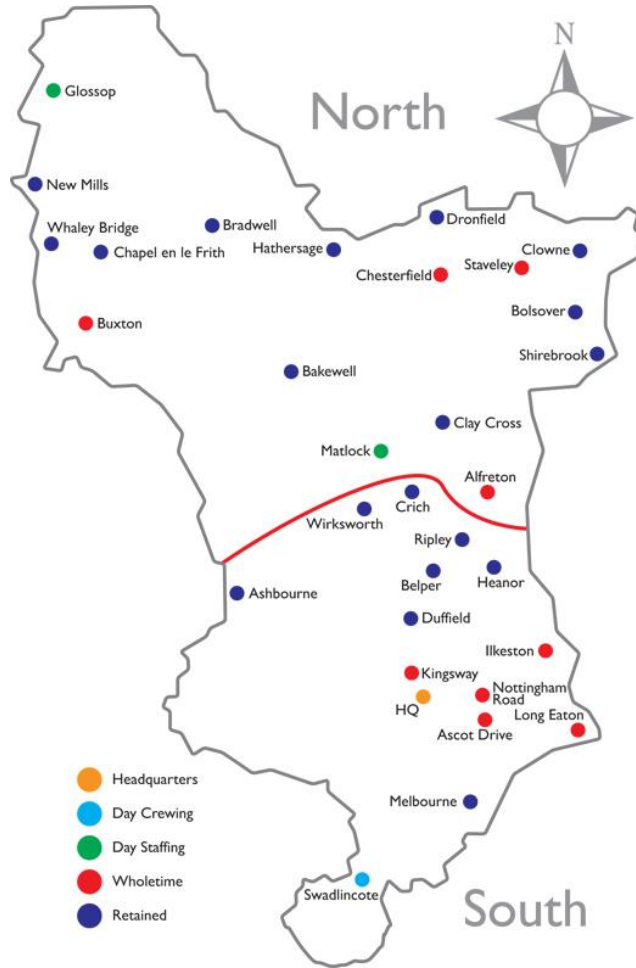 N
Glossop
North
New Mills
Whaley Bridge
Bradwell
Dronfield
Chapel en le Frith
Hathersage
Clowne
Staveley
Chesterfield
Bolsover
Buxton
Shirebrook
Bakewell
Clay Cross
Matlock
Alfreton
Crich
Wirksworth
Ripley
Belper
Heanor
Ashbourne
Duffield
Ilkeston
Kingsway
Nottingham
Road
HQ
Long Eaton
Ascot Drive
Headquarters
Melbourne
Day Crewing
Day Staffing
Wholetime
Swadlincote
Retained
South